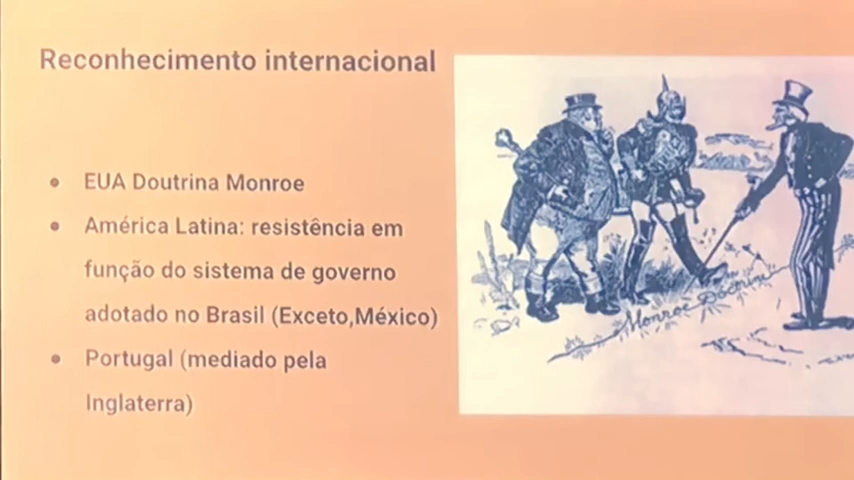 Reconhecimento internacional
EUA Doutrina Monroe
América Latina: resistência em
função do sistema de governo
adotado no Brasil (Exceto,México)
Portugal (mediado pela
Inglaterra)
Monroe Doctrine